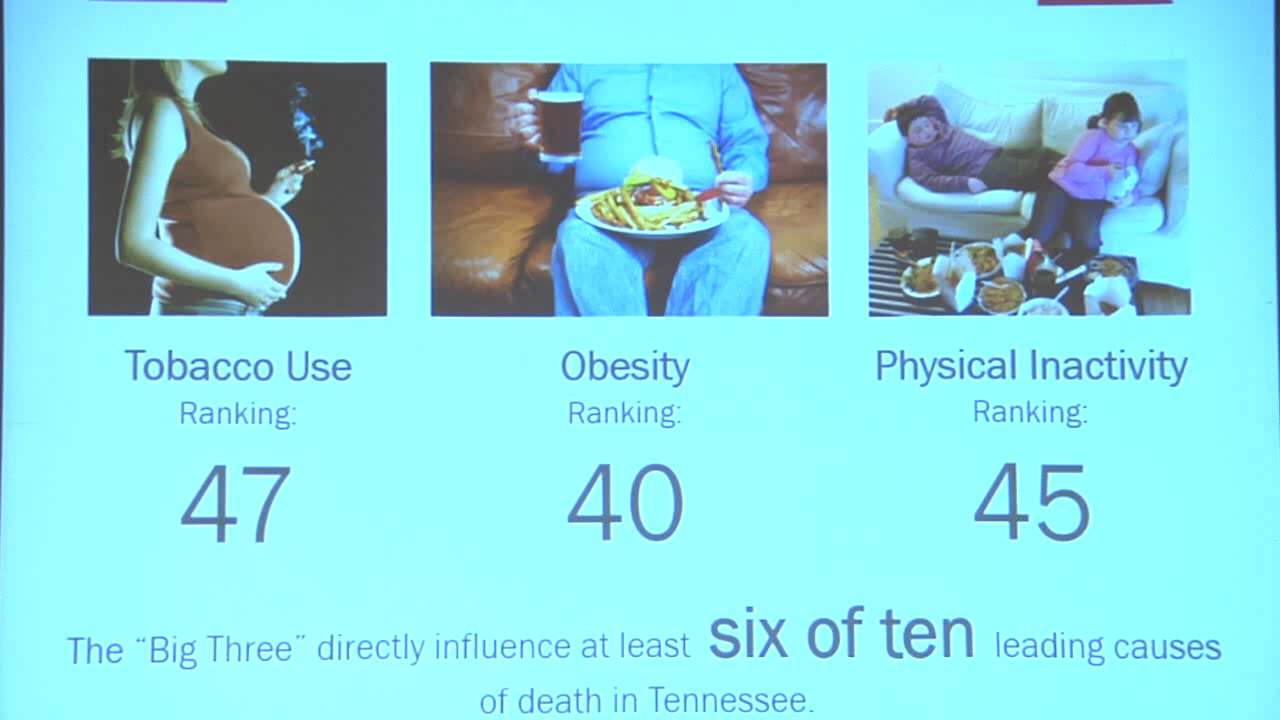 Tobacco Use
Ranking:
47
Obesity
Ranking:
40
Physical Inactivity
Ranking:
45
The “Big Three” directly influence at least six of ten leading causes
of death in Tennessee.